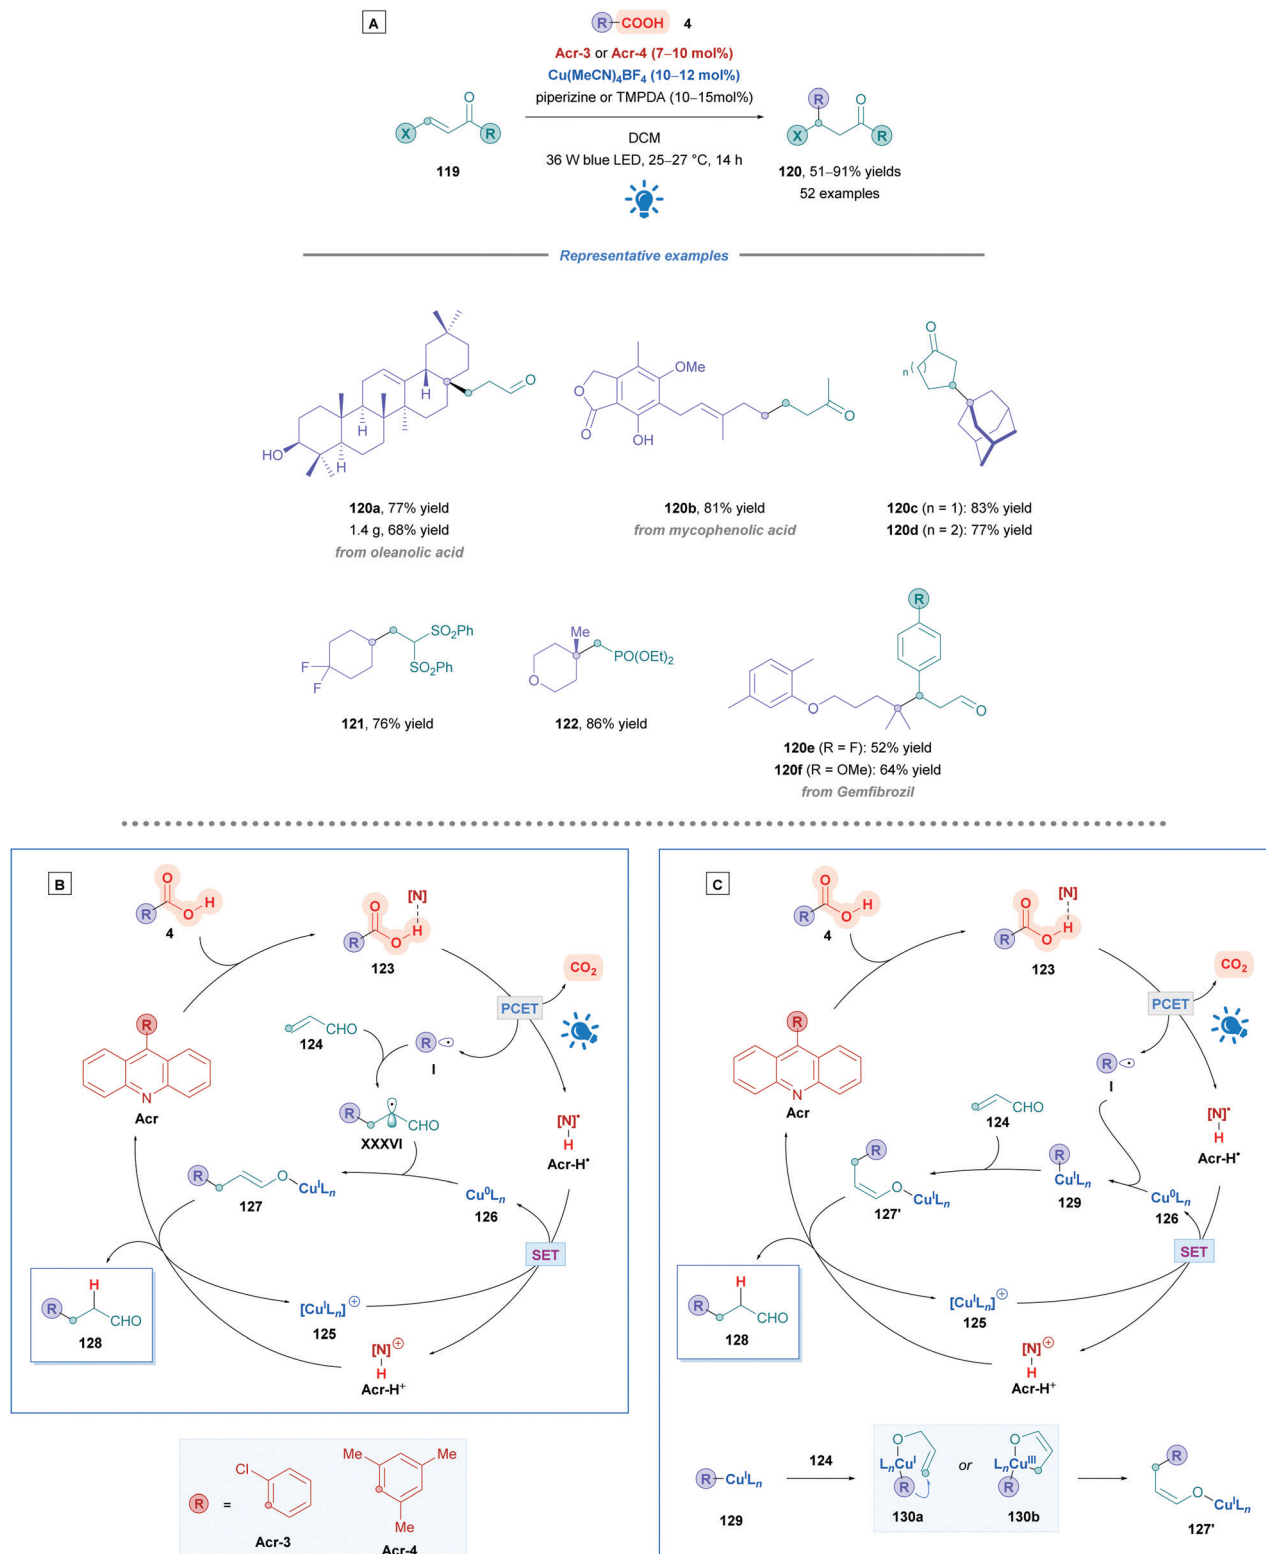 A
R COOH 4
Acr-3 or Acr-4 (7–10 mol%)
Cu(MeCN)4BF4 (10–12 mol%)
piperizine or TMPDA (10–15mol%)
DCM
36 W blue LED, 25–27 °C, 14 h
X O R
119
R O X R
120, 51–91% yields
52 examples
Representative examples
HO H H H O
120a, 77% yield
1.4 g, 68% yield
from oleanolic acid
O O OMe OH O
120b, 81% yield
from mycophenolic acid
O n( )
120c (n = 1): 83% yield
120d (n = 2): 77% yield
F F SO2Ph SO2Ph
121, 76% yield
Me O PO(OEt)2
122, 86% yield
R O O
120e (R = F): 52% yield
120f (R = OMe): 64% yield
from Gemfibrozil
B
R O O H
4
[N]
R O O H
123
CO2
PCET
CHO
124
R •
I
R N
Acr
R • CHO
XXXVI
[N]•
H
Acr-H•
R O CuILn
127
Cu0Ln
126
SET
R H CHO
128
[CuILn]+
125
[N]+
H
Acr-H+
R =
Cl
Acr-3
Me Me Me
Acr-4
C
R O O H
4
[N]
R O O H
123
CO2
PCET
R •
I
R N
Acr
CHO
124
[N]•
H
Acr-H•
R O CuILn
127'
R CuILn
129
Cu0Ln
126
SET
R H CHO
128
[CuILn]+
125
[N]+
H
Acr-H+
R CuILn
129
124
O LnCuI R
130a
or
O LnCuIII R
130b
R O CuILn
127'